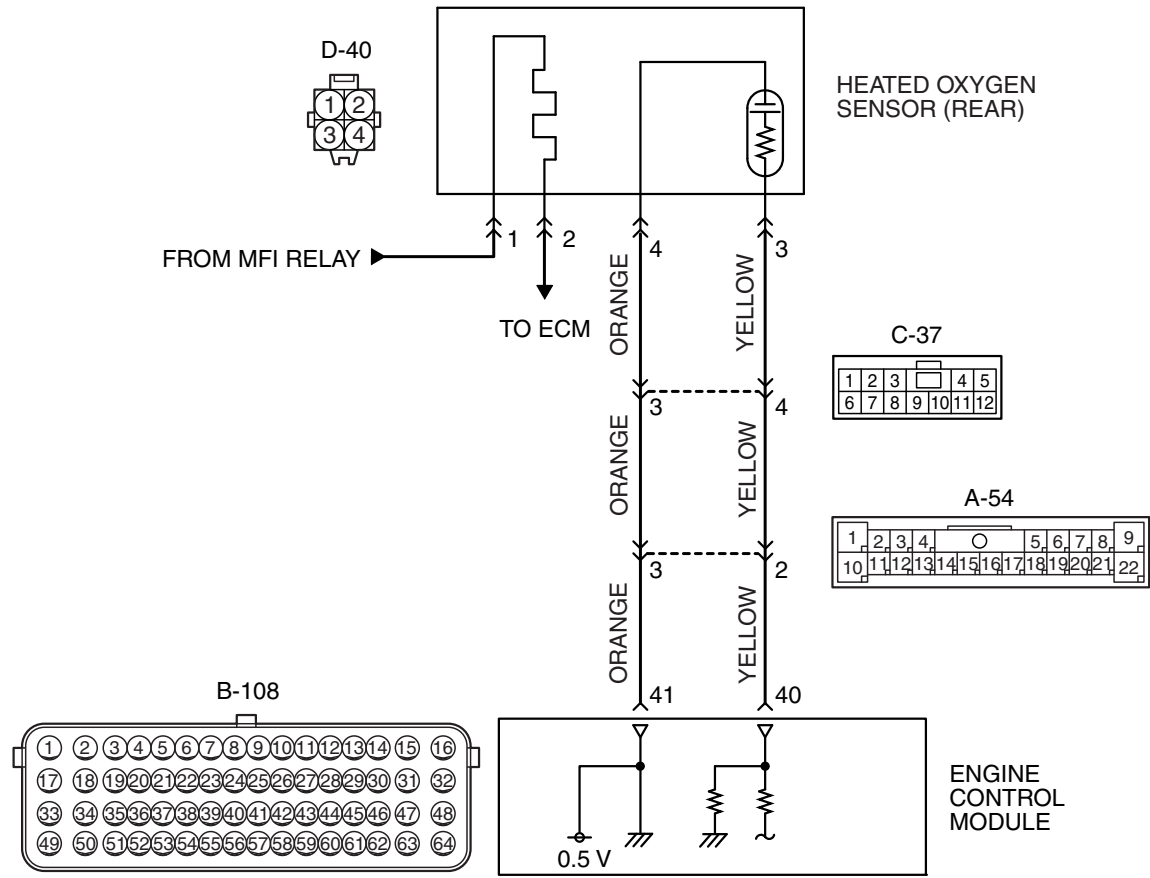 D-40
1 2
3 4
HEATED OXYGEN
SENSOR (REAR)
1
2
4
3
FROM MFI RELAY
TO ECM
ORANGE
YELLOW
C-37
1 2 3 4 5
6 7 8 9 10 11 12
3
4
ORANGE
YELLOW
A-54
1 2 3 4 5 6 7 8 9
10 11 12 13 14 15 16 17 18 19 20 21 22
3
2
ORANGE
YELLOW
B-108
1 2 3 4 5 6 7 8 9 10 11 12 13 14 15 16
17 18 19 20 21 22 23 24 25 26 27 28 29 30 31 32
33 34 35 36 37 38 39 40 41 42 43 44 45 46 47 48
49 50 51 52 53 54 55 56 57 58 59 60 61 62 63 64
41
40
0.5 V
ENGINE
CONTROL
MODULE